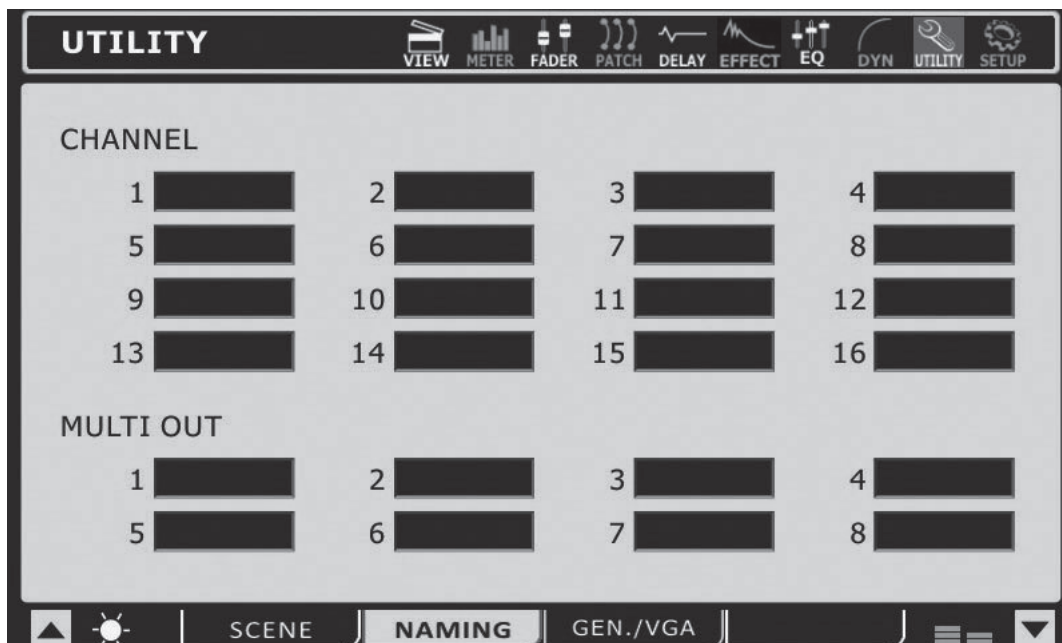 UTILITY
VIEW METER FADER PATCH DELAY EFFECT EQ DYN UTILITY SETUP
CHANNEL
1 2 3 4
5 6 7 8
9 10 11 12
13 14 15 16
MULTI OUT
1 2 3 4
5 6 7 8
SCENE NAMING GEN./VGA